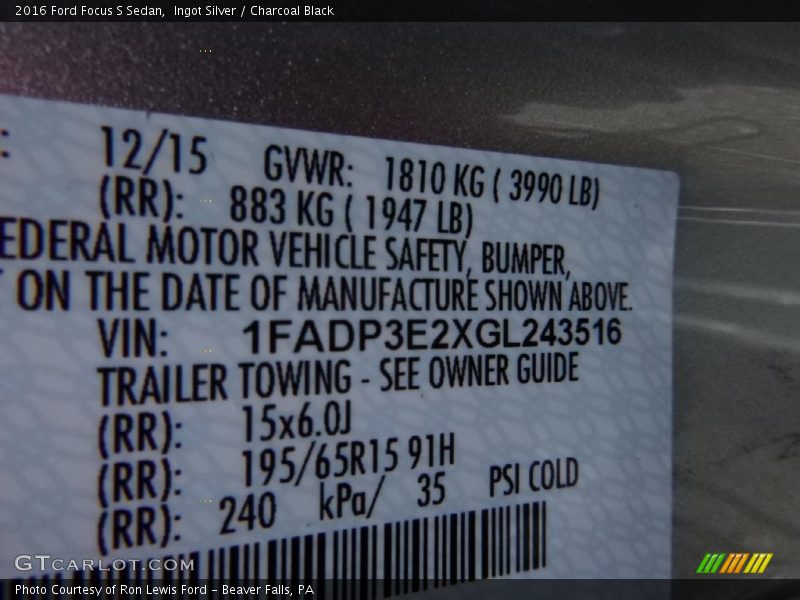 2016 Ford Focus S Sedan,  Ingot Silver / Charcoal Black
: 12/15 GVWR: 1810 KG ( 3990 LB)
(RR): 883 KG ( 1947 LB)
EDERAL MOTOR VEHICLE SAFETY, BUMPER,
ON THE DATE OF MANUFACTURE SHOWN ABOVE.
VIN: 1FADP3E2XGL243516
TRAILER TOWING - SEE OWNER GUIDE
(RR): 15x6.0J
(RR): 195/65R15 91H
(RR): 240 kPa/ 35 PSI COLD
GTCARLOT.COM
Photo Courtesy of Ron Lewis Ford - Beaver Falls, PA